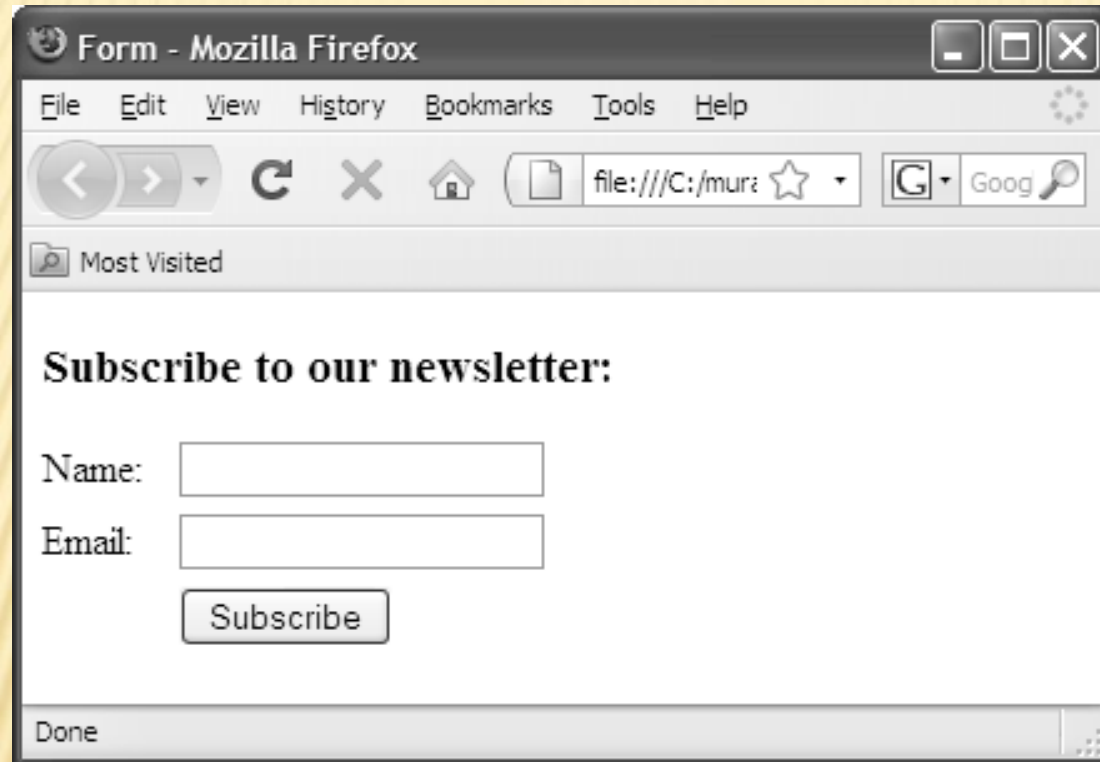 Form - Mozilla Firefox
File Edit View History Bookmarks Tools Help
file:///C:/mura G Goog
Most Visited
Subscribe to our newsletter:
Name:
Email:
Subscribe
Done